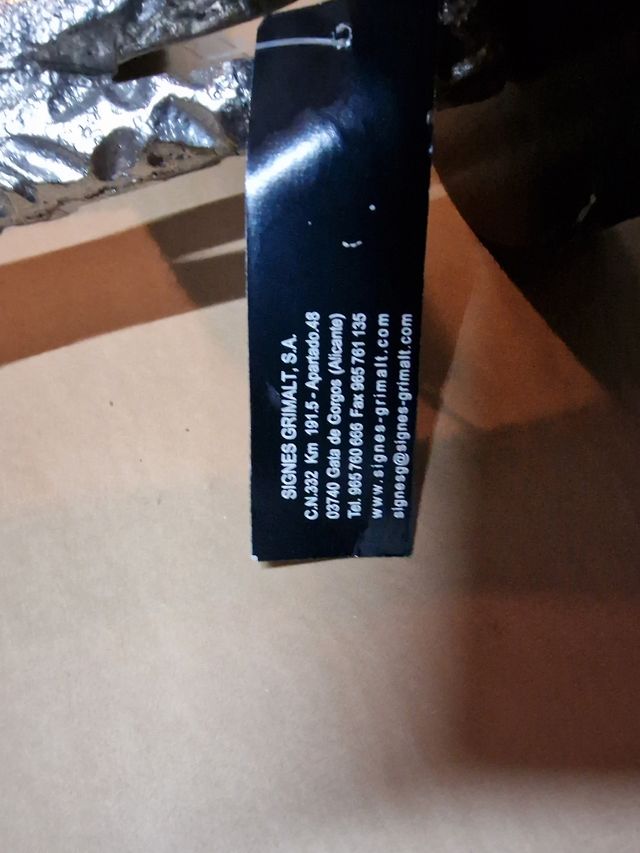 SIGNES GRIMALT, S.A.
C.N.332 Km 191.5 - Apartado.48
03740 Gata de Gorgos (Alicante)
Tel. 965 760 666 Fax 965 761 135
www.signes-grimalt.com
signesg@signes-grimalt.com